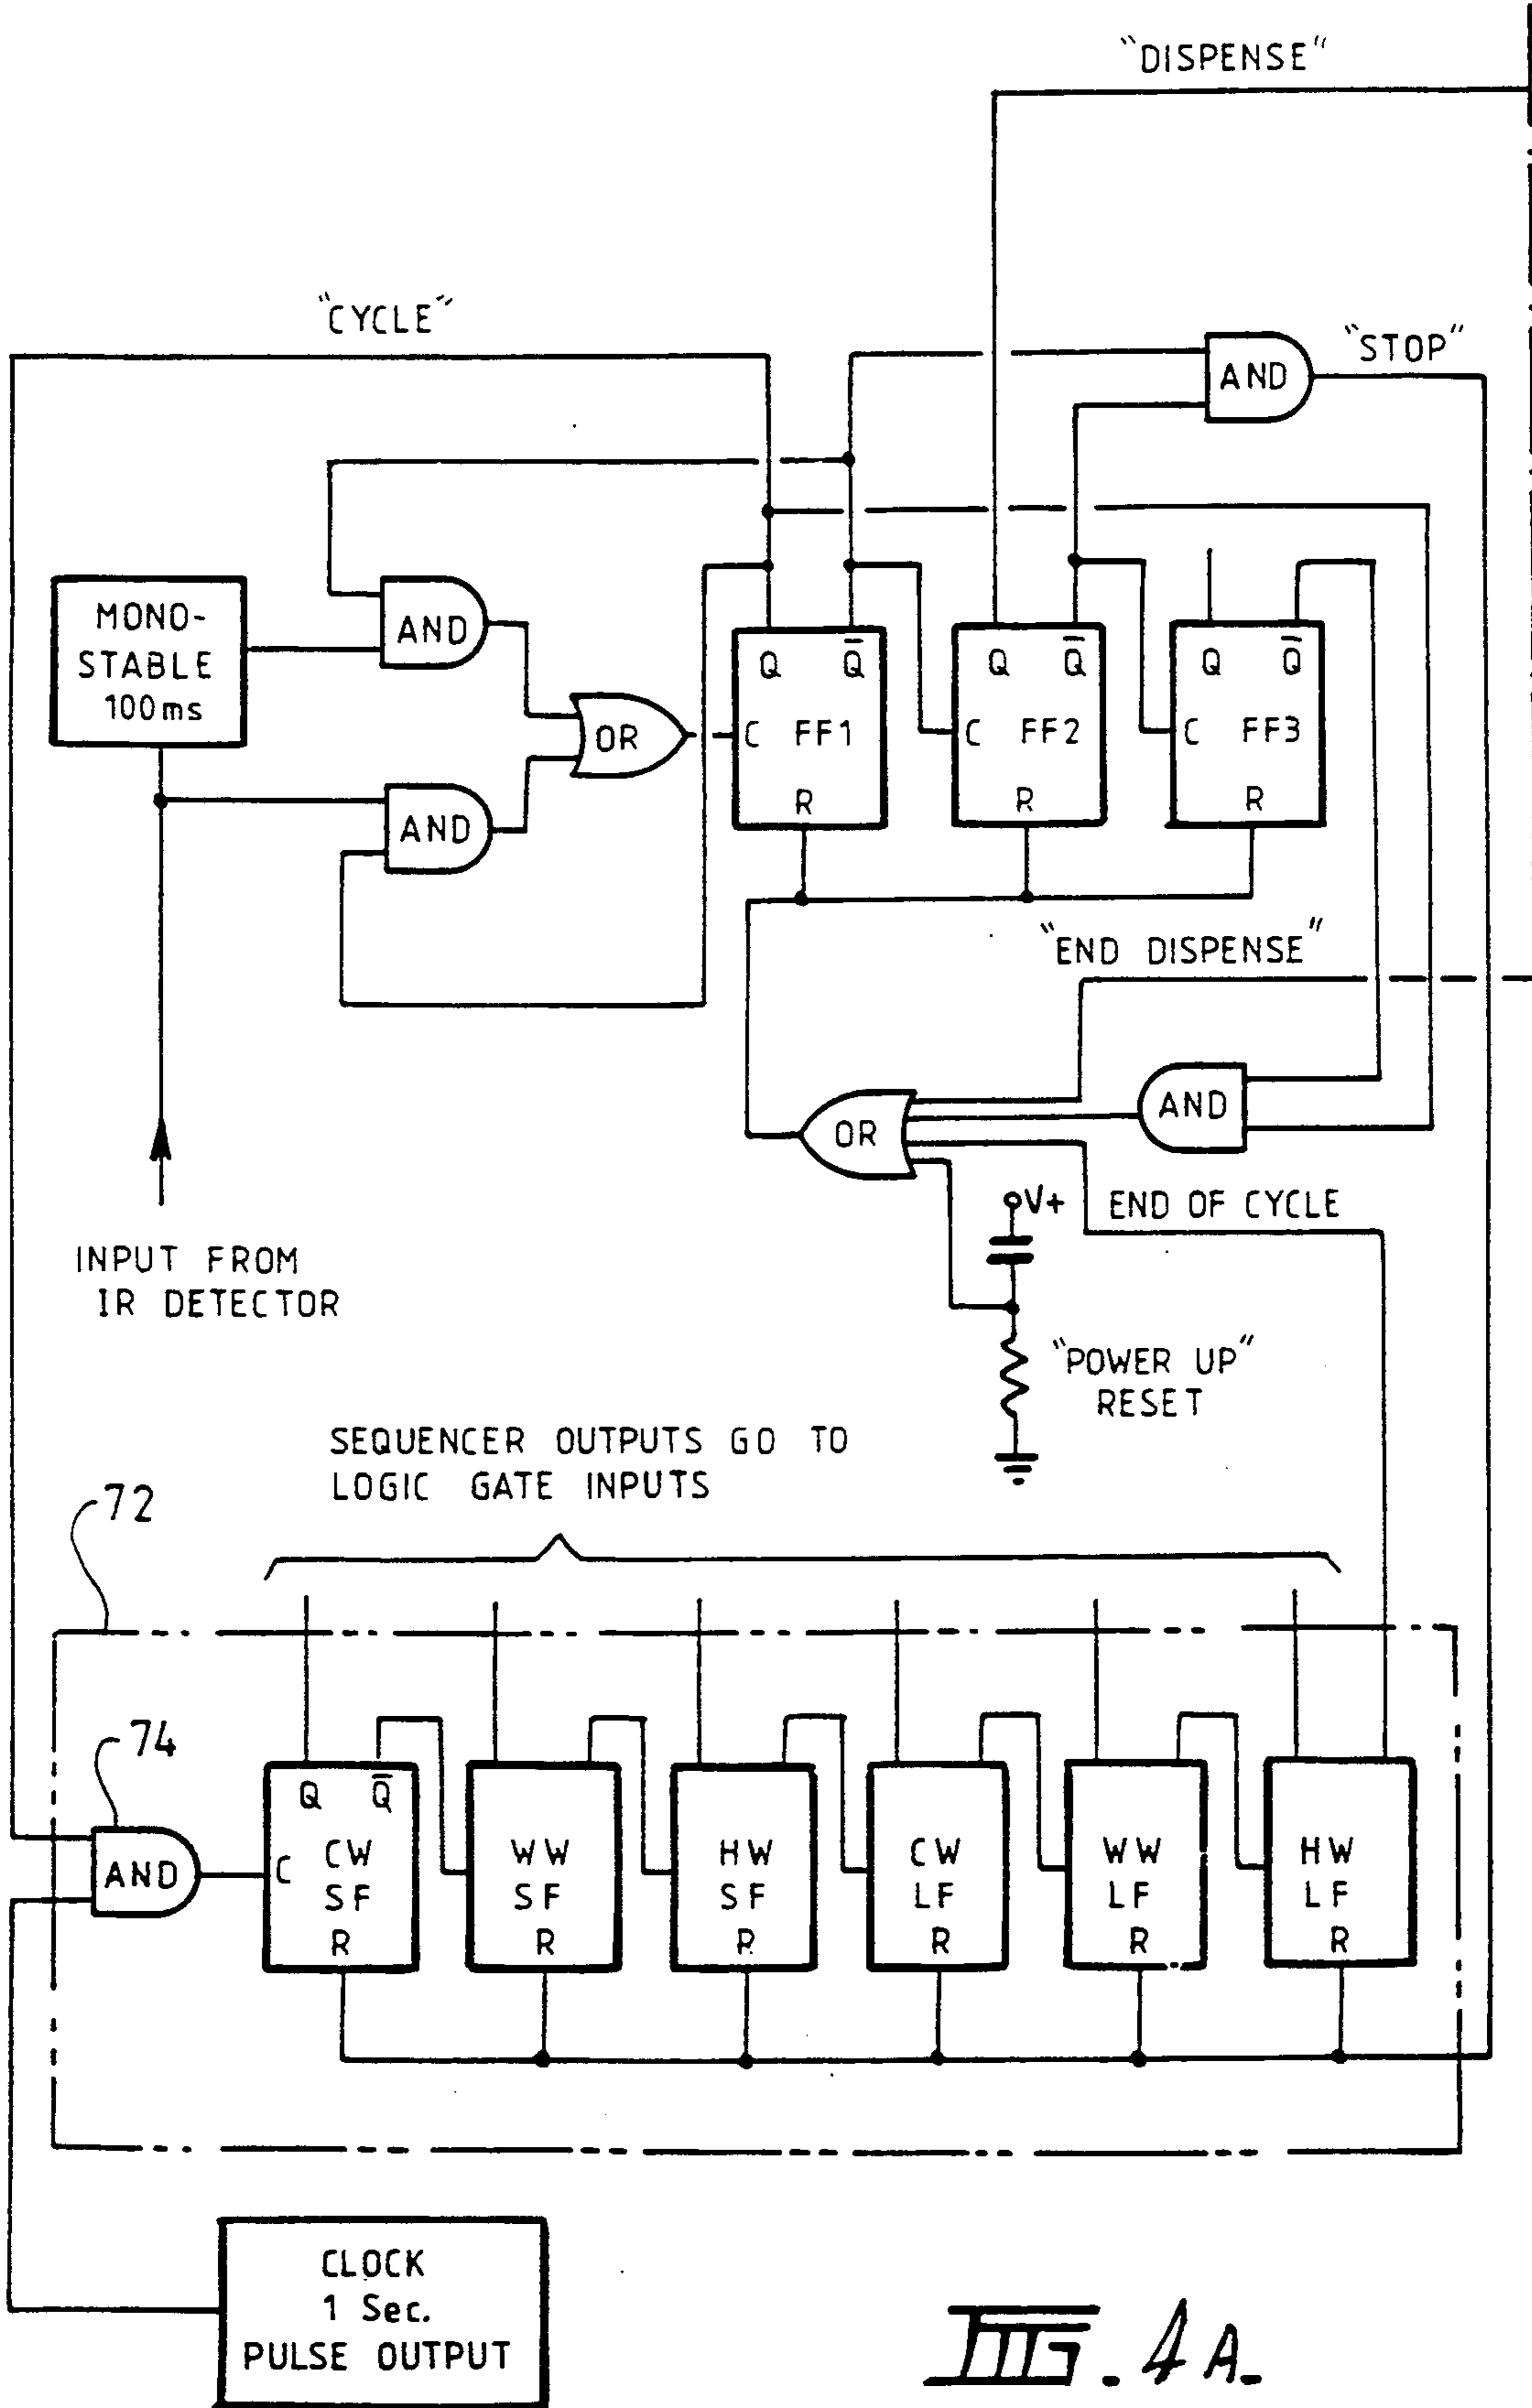 "DISPENSE"
"CYCLE"
"STOP"
AND
MONO-
STABLE
100ms
AND
OR
AND
Q Q̅
C FF1
R
Q Q̅
C FF2
R
Q Q̅
C FF3
R
"END DISPENSE"
OR
AND
V+
END OF CYCLE
INPUT FROM
IR DETECTOR
"POWER UP"
RESET
SEQUENCER OUTPUTS GO TO
LOGIC GATE INPUTS
72
74
AND
Q Q̅
C CW
SF
R
WW
SF
R
HW
SF
R
CW
LF
R
WW
LF
R
HW
LF
R
CLOCK
1 Sec.
PULSE OUTPUT
FIG. 4A.